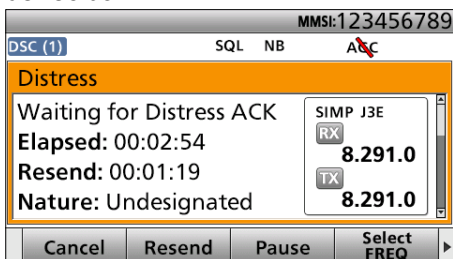 MMSI:123456789
DSC (1) SQL NB AGC
Distress
Waiting for Distress ACK
Elapsed: 00:02:54
Resend: 00:01:19
Nature: Undesignated
SIMP J3E
RX
8.291.0
TX
8.291.0
Cancel Resend Pause Select FREQ